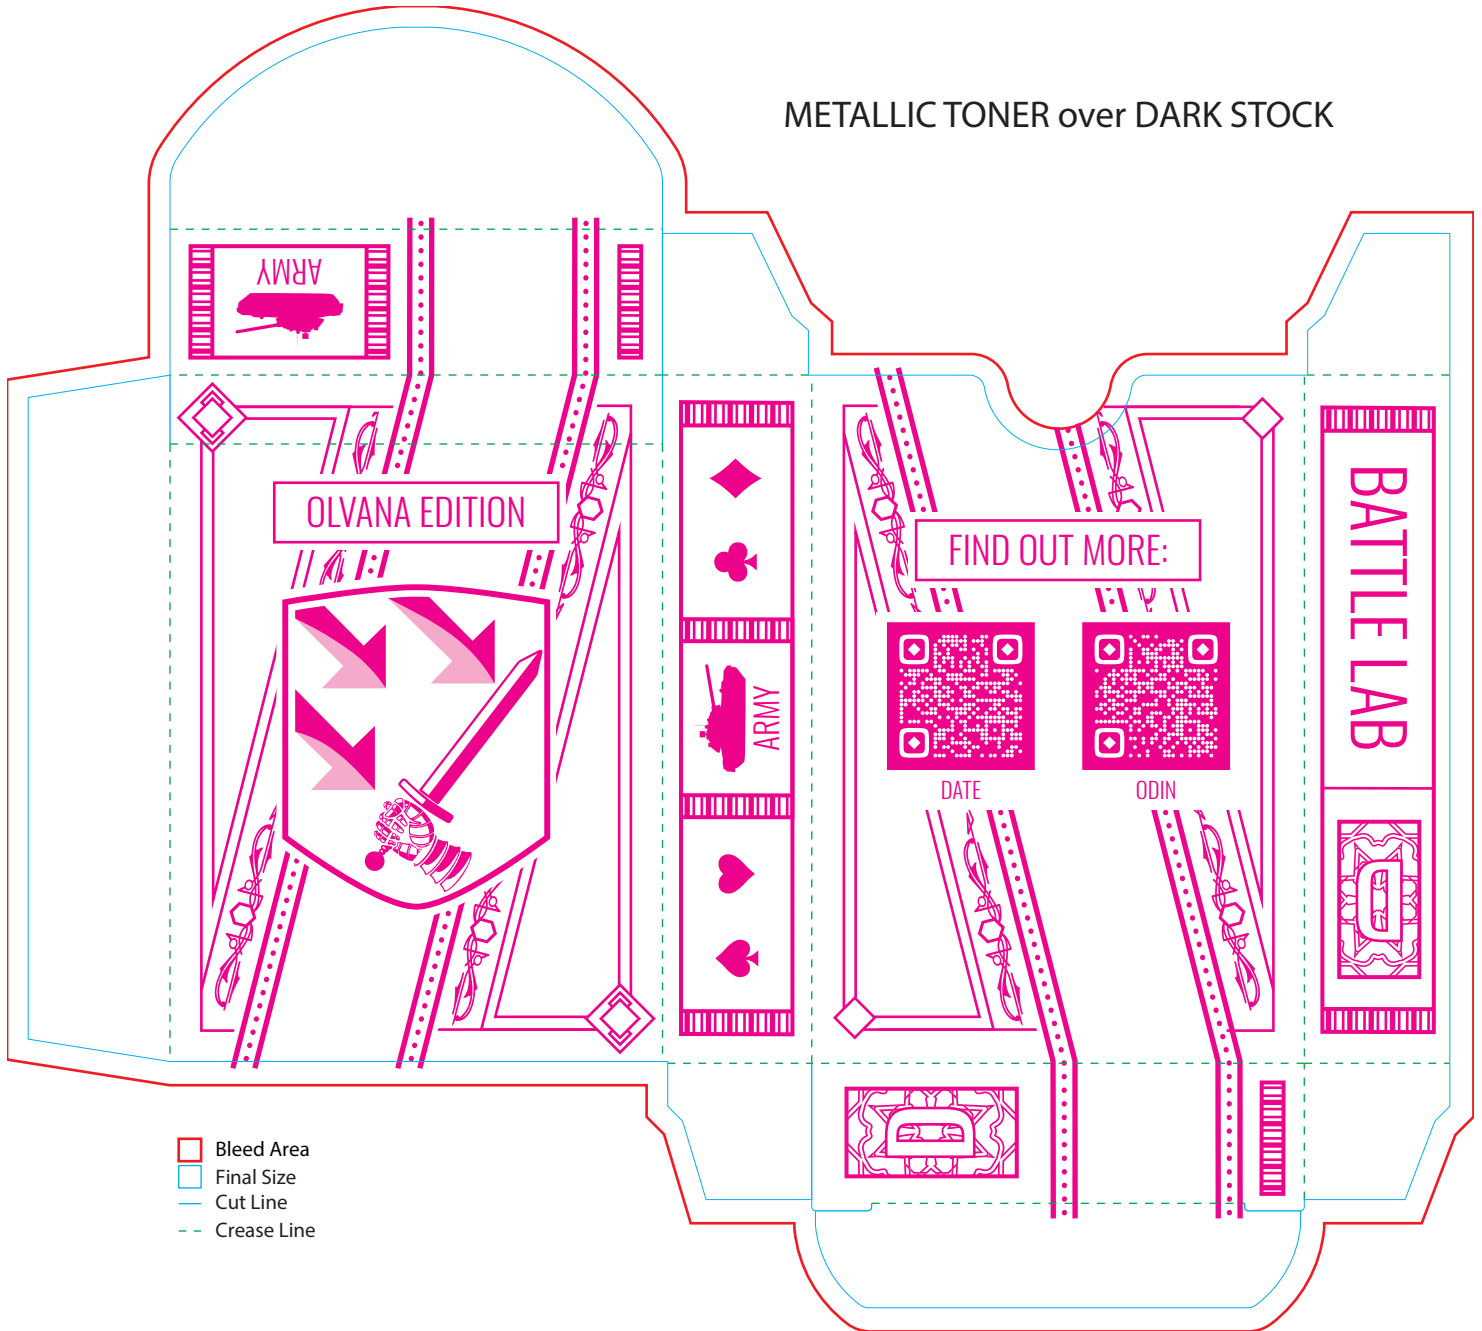 METALLIC TONER over DARK STOCK
ARMY
OLVANA EDITION
ARMY
FIND OUT MORE:
DATE
ODIN
BATTLE LAB
D
D
Bleed Area
Final Size
Cut Line
Crease Line